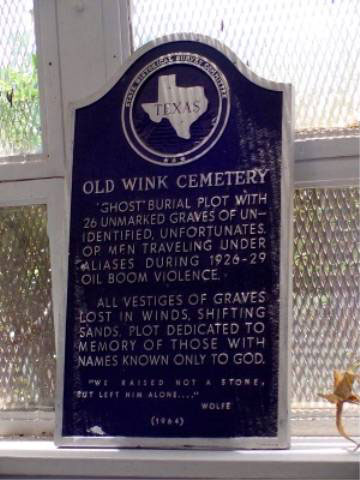 STATE HISTORICAL SURVEY COMMITTEE
TEXAS
OLD WINK CEMETERY
"GHOST" BURIAL PLOT WITH
26 UNMARKED GRAVES OF UN-
IDENTIFIED, UNFORTUNATES,
OR MEN TRAVELING UNDER
ALIASES DURING 1926-29
OIL BOOM VIOLENCE.
ALL VESTIGES OF GRAVES
LOST IN WINDS, SHIFTING
SANDS. PLOT DEDICATED TO
MEMORY OF THOSE WITH
NAMES KNOWN ONLY TO GOD.
"WE RAISED NOT A STONE,
BUT LEFT HIM ALONE...."
WOLFE
(1964)